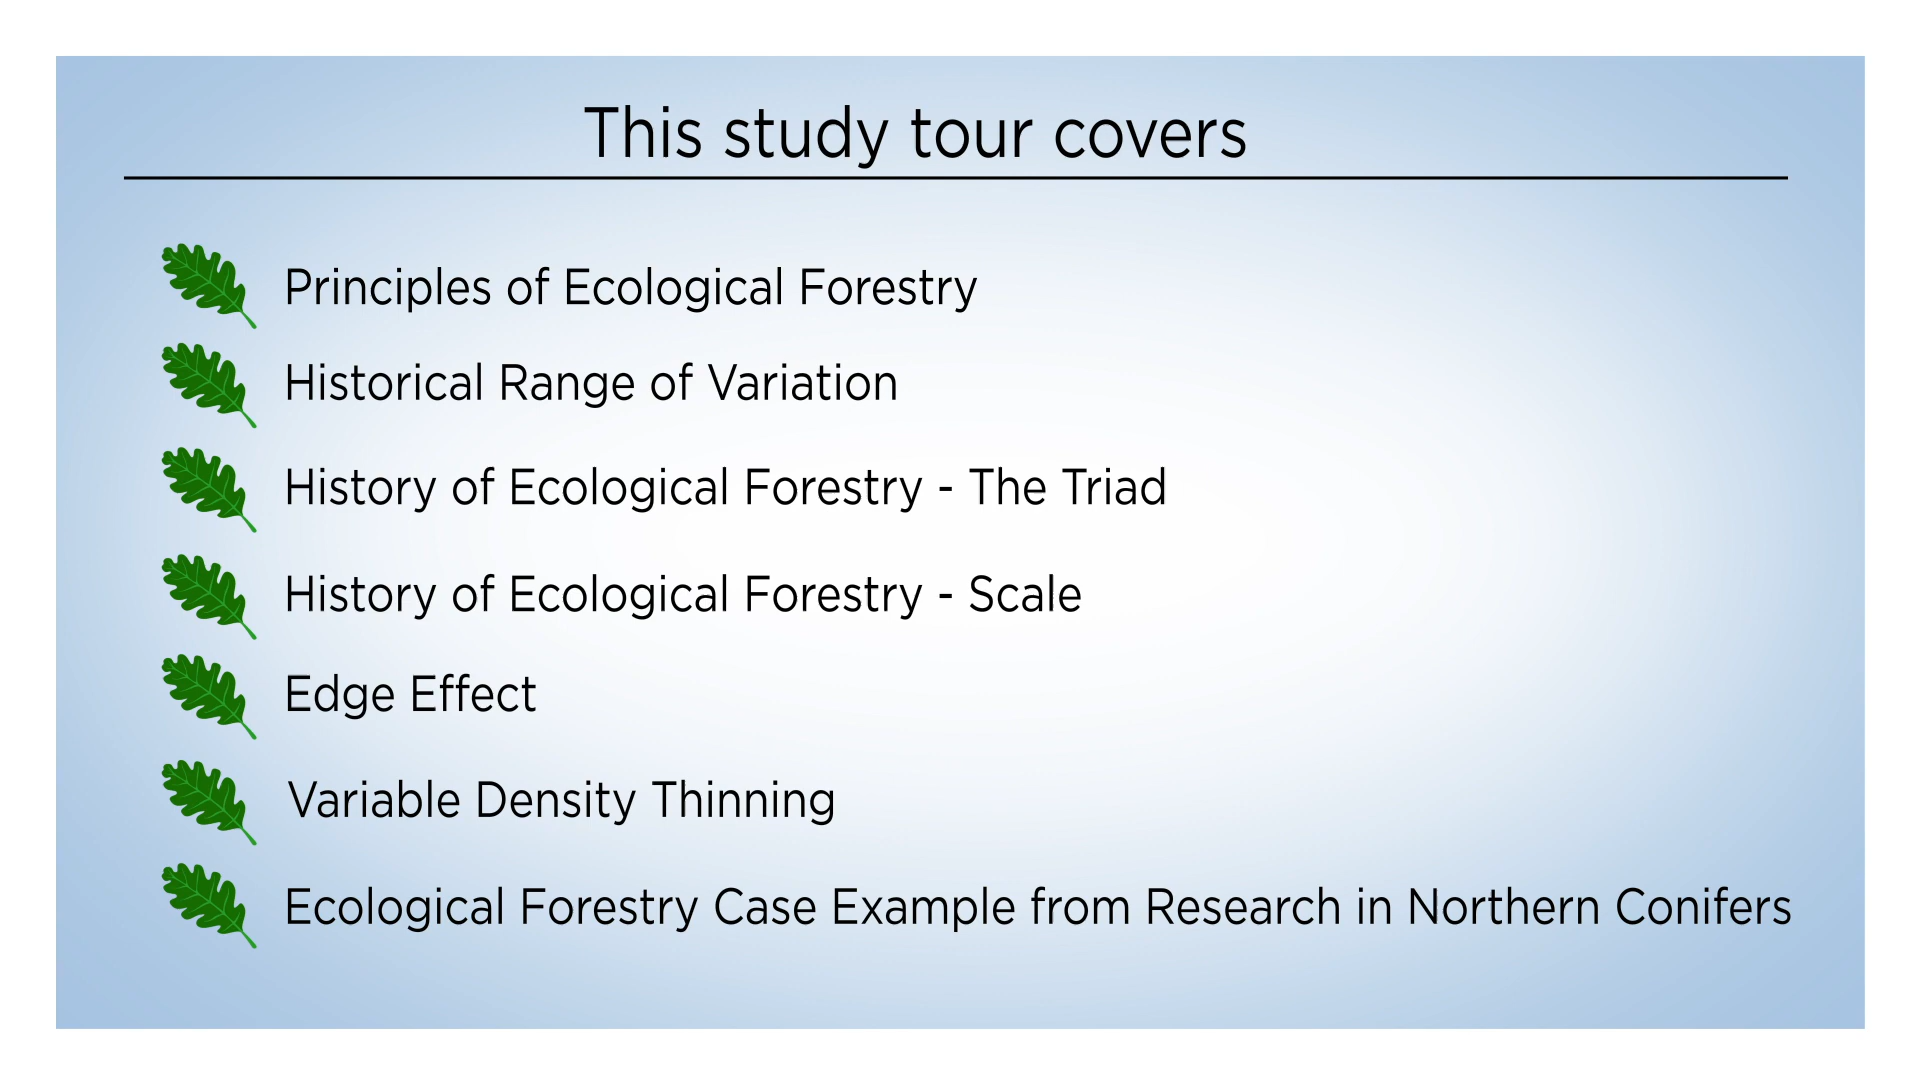 This study tour covers
Principles of Ecological Forestry
Historical Range of Variation
History of Ecological Forestry - The Triad
History of Ecological Forestry - Scale
Edge Effect
Variable Density Thinning
Ecological Forestry Case Example from Research in Northern Conifers